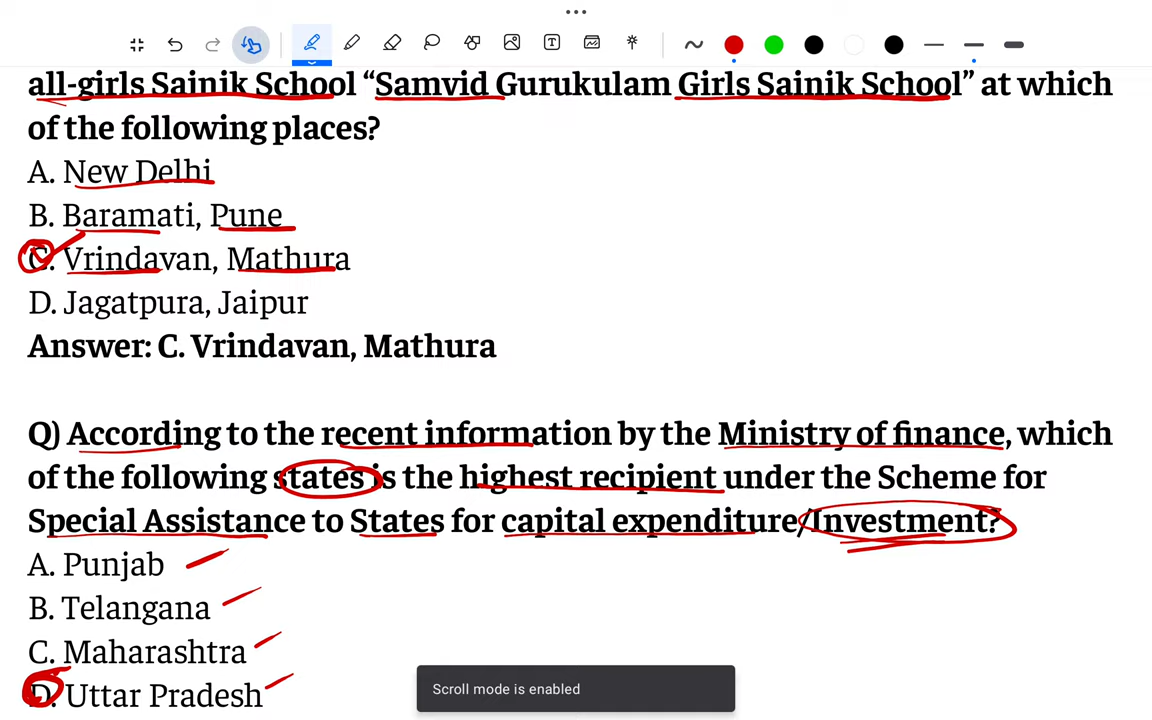 all-girls Sainik School “Samvid Gurukulam Girls Sainik School” at which
of the following places?
A. New Delhi
B. Baramati, Pune
C. Vrindavan, Mathura
D. Jagatpura, Jaipur
Answer: C. Vrindavan, Mathura
Q) According to the recent information by the Ministry of finance, which
of the following states is the highest recipient under the Scheme for
Special Assistance to States for capital expenditure/Investment?
A. Punjab
B. Telangana
C. Maharashtra
D. Uttar Pradesh
Scroll mode is enabled